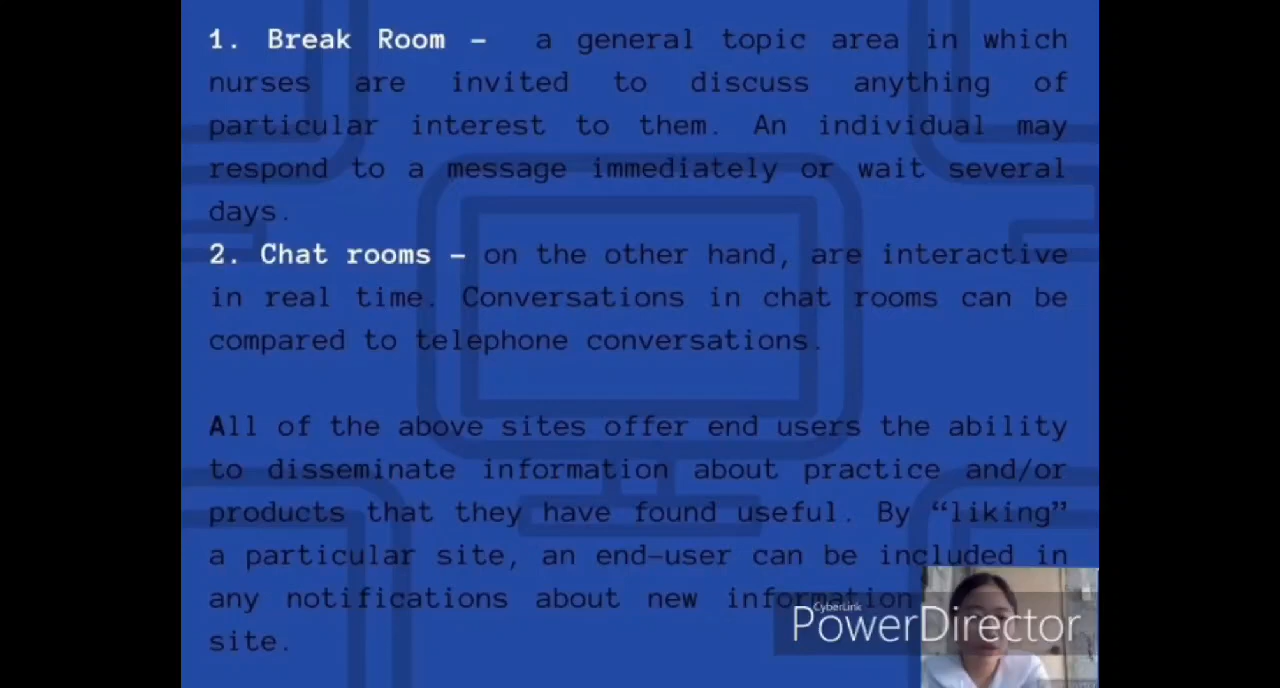 1. Break Room – a general topic area in which
nurses are invited to discuss anything of
particular interest to them. An individual may
respond to a message immediately or wait several
days.
2. Chat rooms – on the other hand, are interactive
in real time. Conversations in chat rooms can be
compared to telephone conversations.
All of the above sites offer end users the ability
to disseminate information about practice and/or
products that they have found useful. By “liking”
a particular site, an end-user can be included in
any notifications about new information
site.
CyberLink
PowerDirector